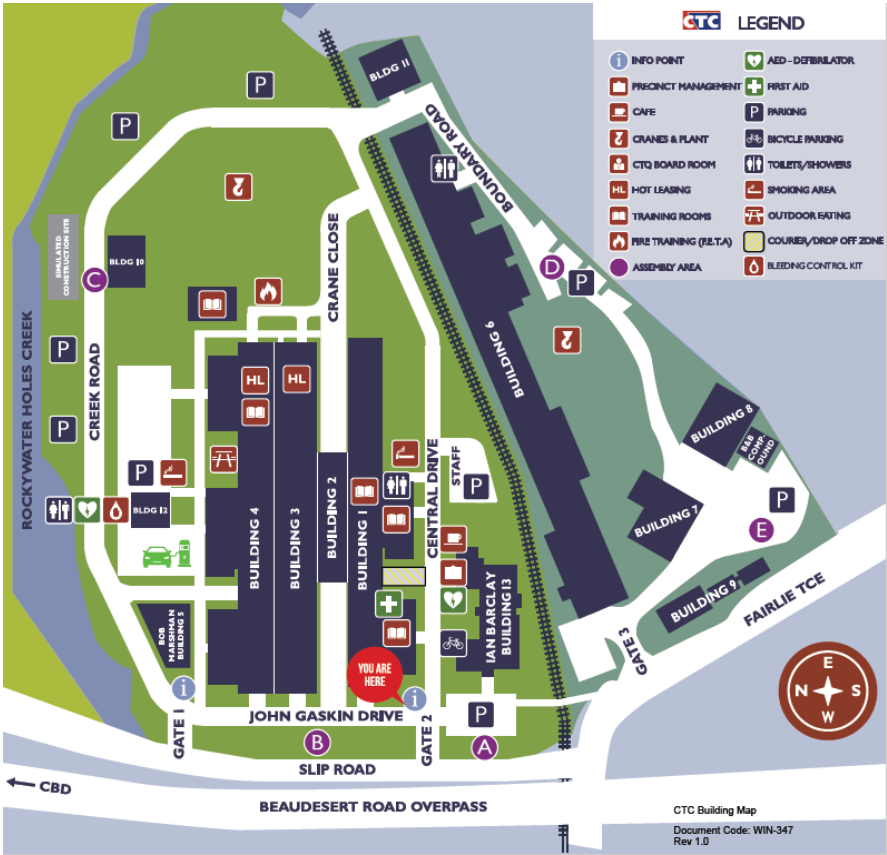 CTC LEGEND
INFO POINT
AED - DEFIBRILATOR
PRECINCT MANAGEMENT
FIRST AID
CAFE
P PARKING
CRANES & PLANT
BICYCLE PARKING
CTQ BOARD ROOM
TOILETS/SHOWERS
HL HOT LEASING
SMOKING AREA
TRAINING ROOMS
OUTDOOR EATING
FIRE TRAINING (P.E.T.A)
COURIER/DROP OFF ZONE
ASSEMBLY AREA
BLEEDING CONTROL KIT
BLDG 11
P
P
BOUNDARY ROAD
CRANE CLOSE
SIMULATED
CONSTRUCTION SITE
BLDG 10
C
D
P
ROCKYWATER HOLES CREEK
CREEK ROAD
P
P
HL
HL
BUILDING 6
BUILDING 8
B&B COMP-
OUND
CENTRAL DRIVE
STAFF
P
P
BLDG 12
BUILDING 4
BUILDING 3
BUILDING 2
BUILDING 1
BUILDING 7
P
E
IAN BARCLAY
BUILDING 13
BUILDING 9
FAIRLIE TCE
BOB
MARSHMAN
BUILDING 5
GATE 3
YOU ARE
HERE
i
i
GATE 1
JOHN GASKIN DRIVE
GATE 2
P
B
A
E
N
S
W
SLIP ROAD
CBD
BEAUDESERT ROAD OVERPASS
CTC Building Map
Document Code: WIN-347
Rev 1.0